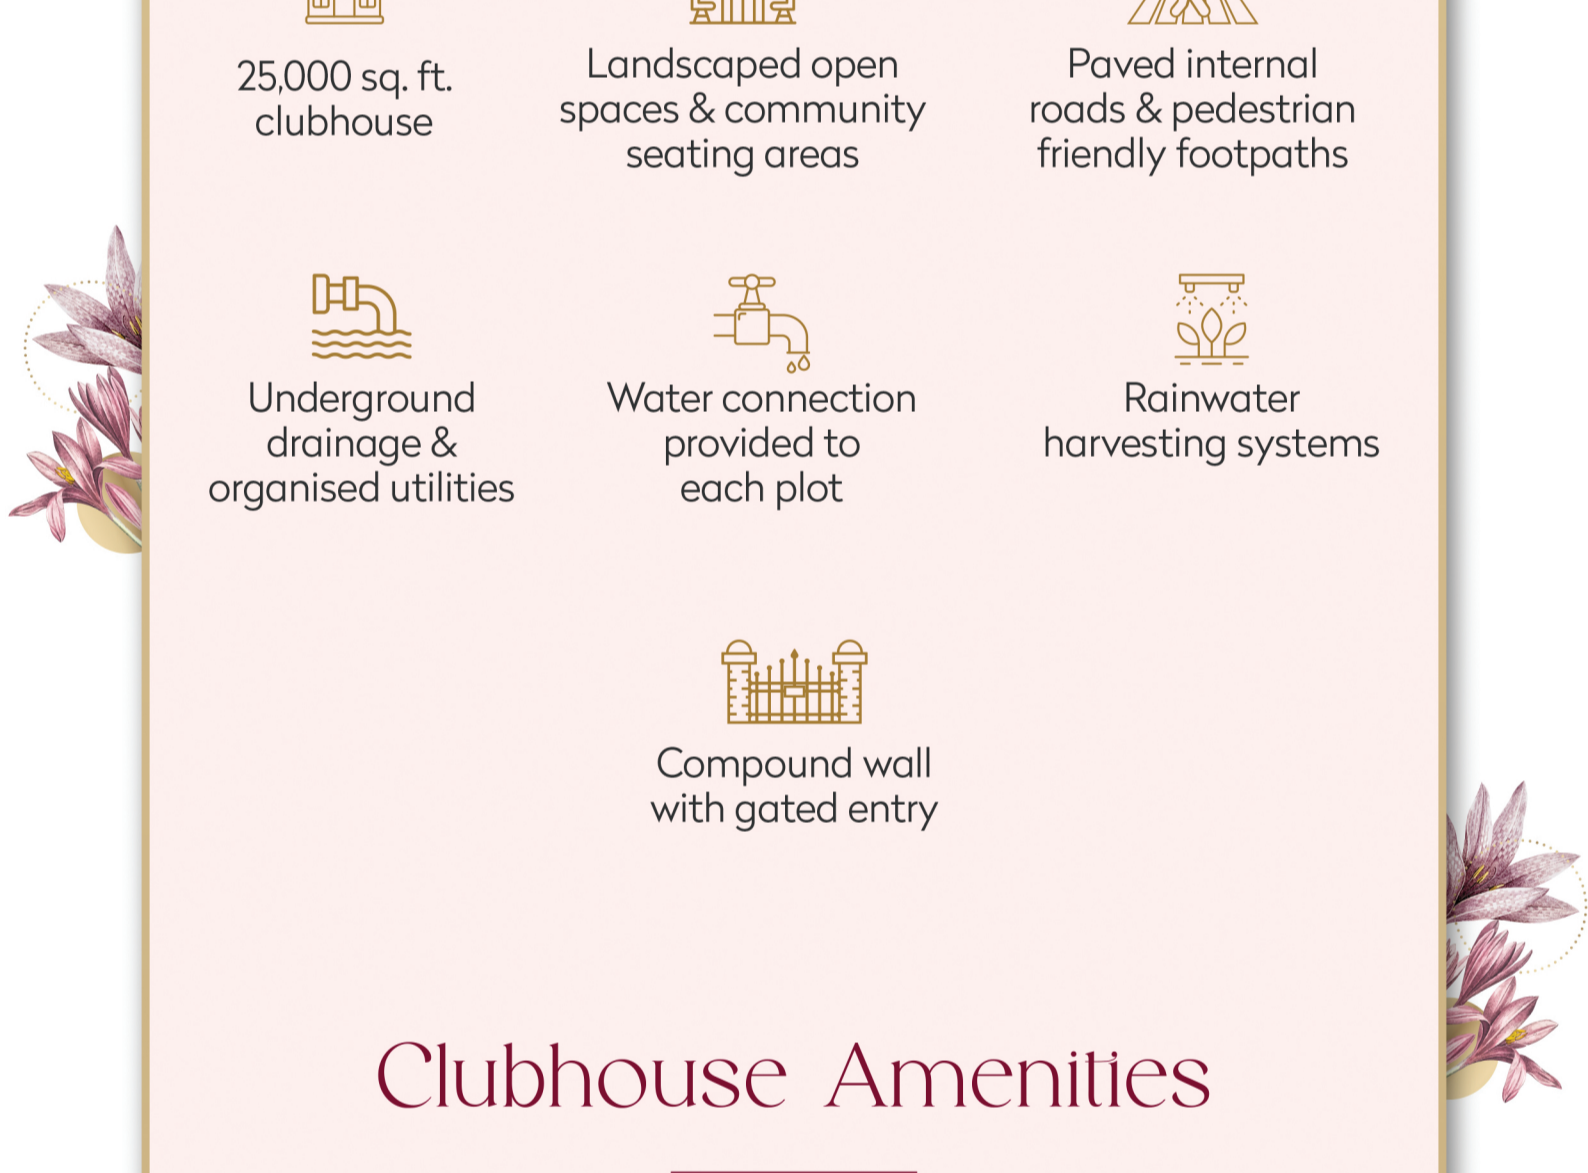 25,000 sq. ft.
clubhouse
Landscaped open
spaces & community
seating areas
Paved internal
roads & pedestrian
friendly footpaths
Underground
drainage &
organised utilities
Water connection
provided to
each plot
Rainwater
harvesting systems
Compound wall
with gated entry
Clubhouse Amenities